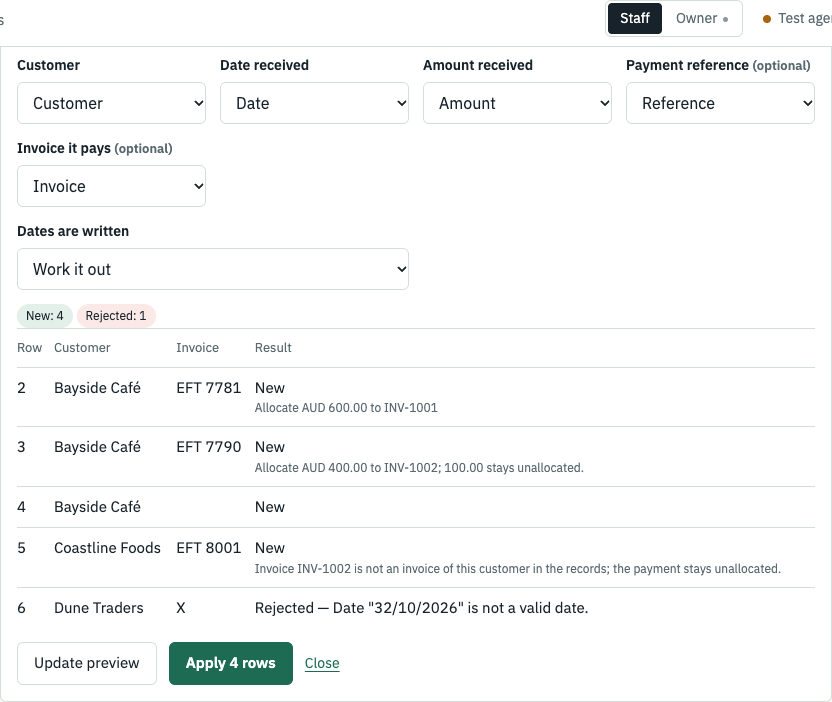 s
Staff Owner Test age
Customer Date received Amount received Payment reference (optional)
Customer Date Amount Reference
Invoice it pays (optional)
Invoice
Dates are written
Work it out
New: 4 Rejected: 1
Row Customer Invoice Result
2 Bayside Café EFT 7781 New
Allocate AUD 600.00 to INV-1001
3 Bayside Café EFT 7790 New
Allocate AUD 400.00 to INV-1002; 100.00 stays unallocated.
4 Bayside Café New
5 Coastline Foods EFT 8001 New
Invoice INV-1002 is not an invoice of this customer in the records; the payment stays unallocated.
6 Dune Traders X Rejected — Date "32/10/2026" is not a valid date.
Update preview Apply 4 rows Close